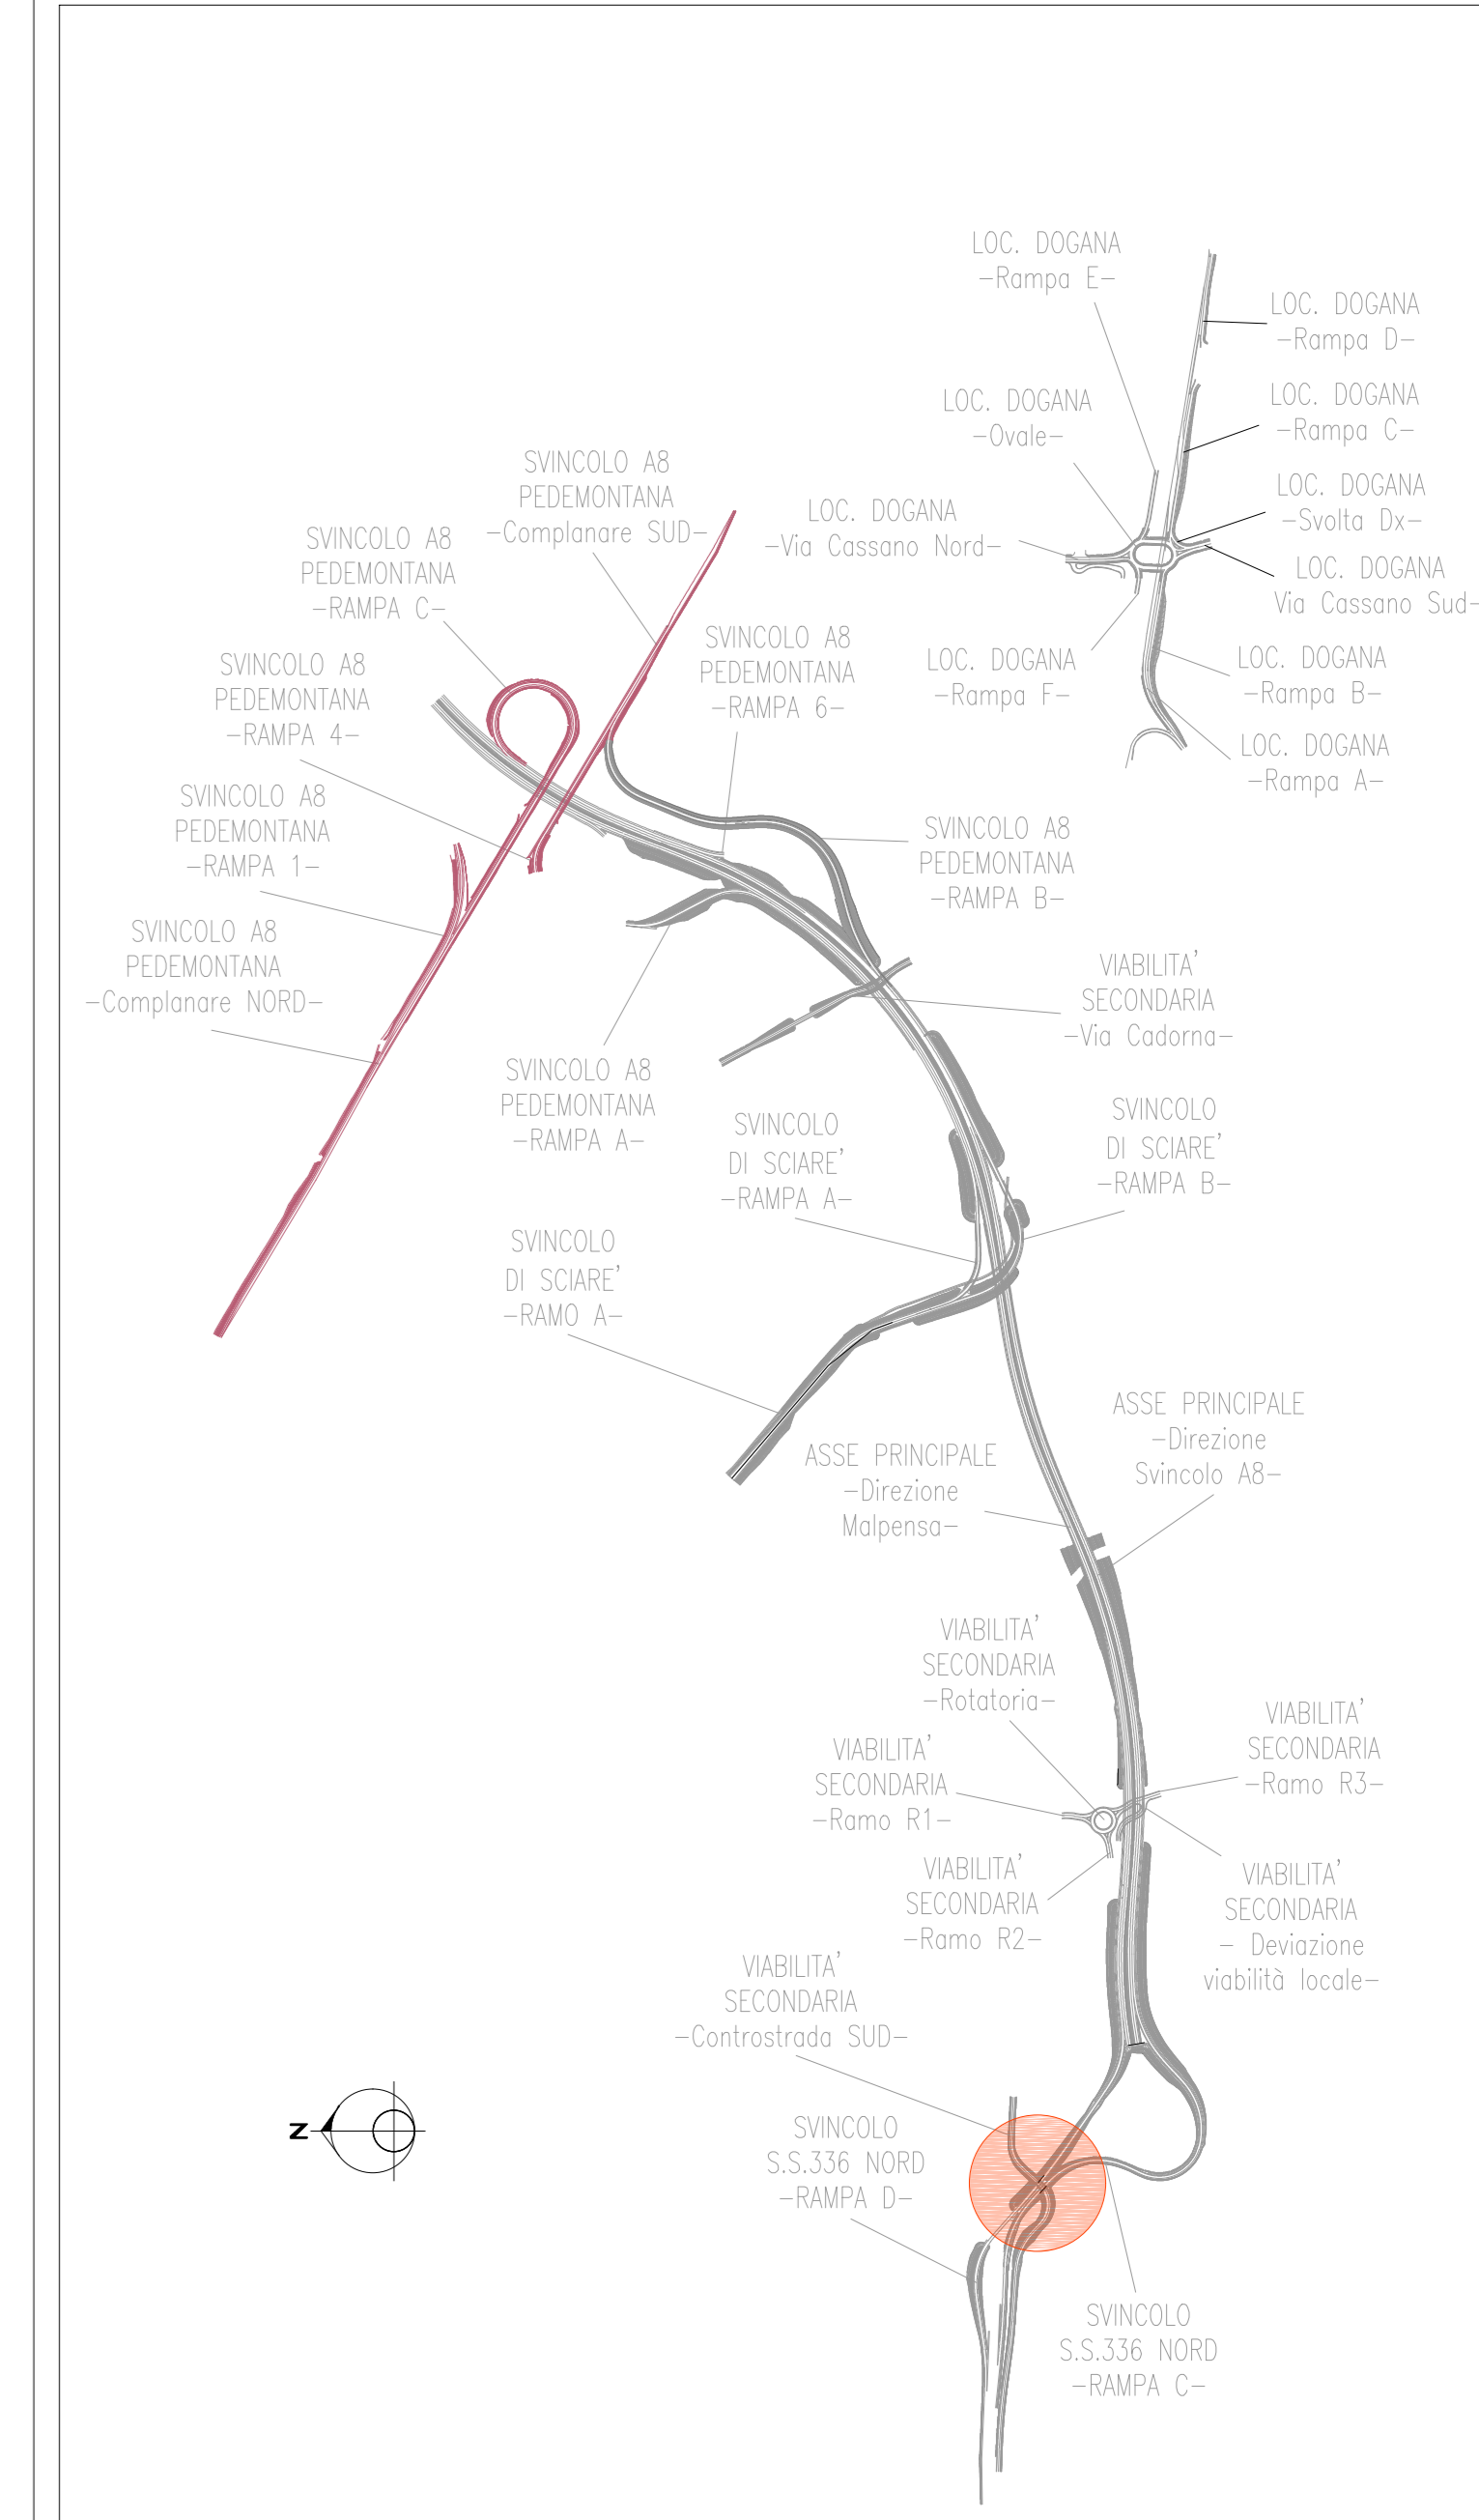 LOC. DOGANA
-Rampa E-
LOC. DOGANA
-Rampa D-
LOC. DOGANA
-Ovale-
LOC. DOGANA
-Rampa C-
SVINCOLO A8
PEDEMONTANA
-Complanare SUD-
LOC. DOGANA
-Via Cassano Nord-
LOC. DOGANA
-Svolta Dx-
SVINCOLO A8
PEDEMONTANA
-RAMPA C-
LOC. DOGANA
Via Cassano Sud-
SVINCOLO A8
PEDEMONTANA
-RAMPA 4-
SVINCOLO A8
PEDEMONTANA
-RAMPA 6-
LOC. DOGANA
-Rampa F-
LOC. DOGANA
-Rampa B-
LOC. DOGANA
-Rampa A-
SVINCOLO A8
PEDEMONTANA
-RAMPA 1-
SVINCOLO A8
PEDEMONTANA
-RAMPA B-
SVINCOLO A8
PEDEMONTANA
-Complanare NORD-
VIABILITA'
SECONDARIA
-Via Cadorna-
SVINCOLO A8
PEDEMONTANA
-RAMPA A-
SVINCOLO
DI SCIARE'
-RAMPA A-
SVINCOLO
DI SCIARE'
-RAMPA B-
SVINCOLO
DI SCIARE'
-RAMO A-
ASSE PRINCIPALE
-Direzione
Svincolo A8-
ASSE PRINCIPALE
-Direzione
Malpensa-
VIABILITA'
SECONDARIA
-Rotatoria-
VIABILITA'
SECONDARIA
-Ramo R3-
VIABILITA'
SECONDARIA
-Ramo R1-
VIABILITA'
SECONDARIA
-Ramo R2-
VIABILITA'
SECONDARIA
- Deviazione
viabilità locale-
VIABILITA'
SECONDARIA
-Controstrada SUD-
N
SVINCOLO
S.S.336 NORD
-RAMPA D-
SVINCOLO
S.S.336 NORD
-RAMPA C-